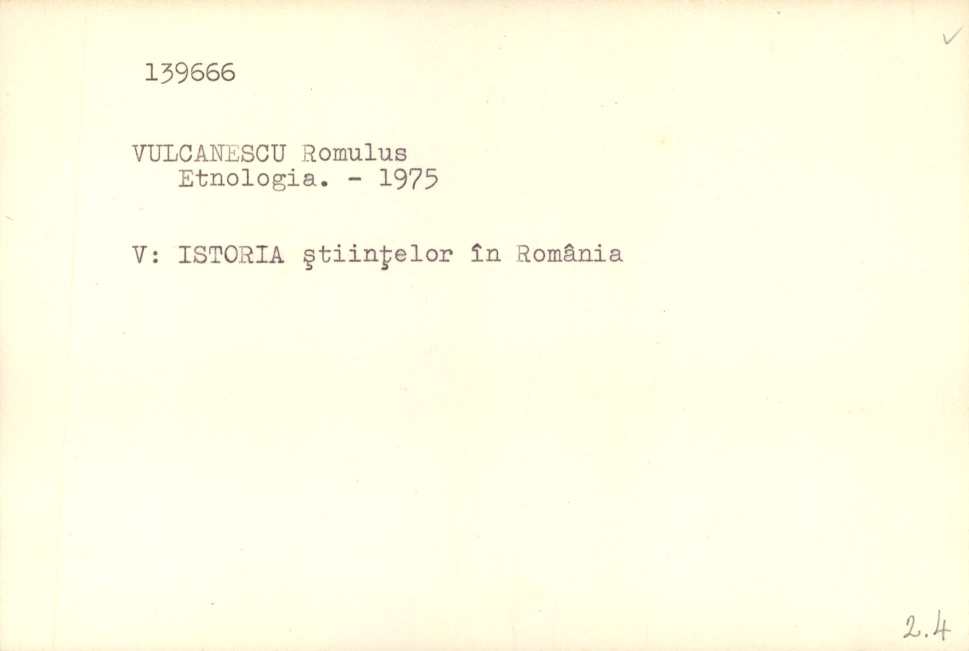 139666
VULCANESCU Romulus
Etnologia. - 1975
V: ISTORIA ştiinţelor în România
2.4